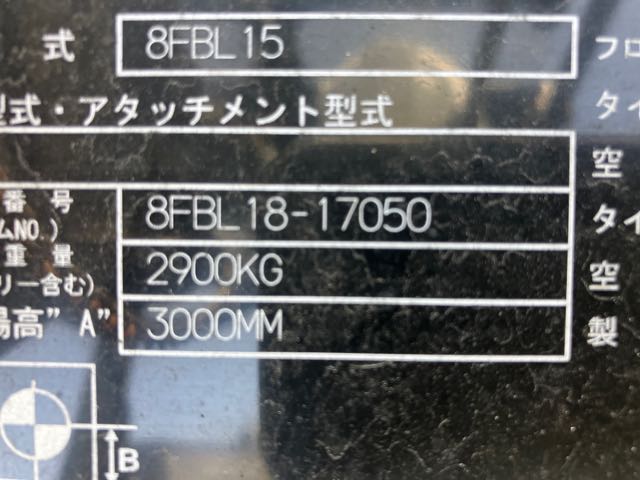 式 8FBL15 フロ
型式・アタッチメント型式 タイ
空
番号 8FBL18-17050 タイ
ムNO.)
重量 2900KG 空
リー含む)
揚高"A" 3000MM 製
B